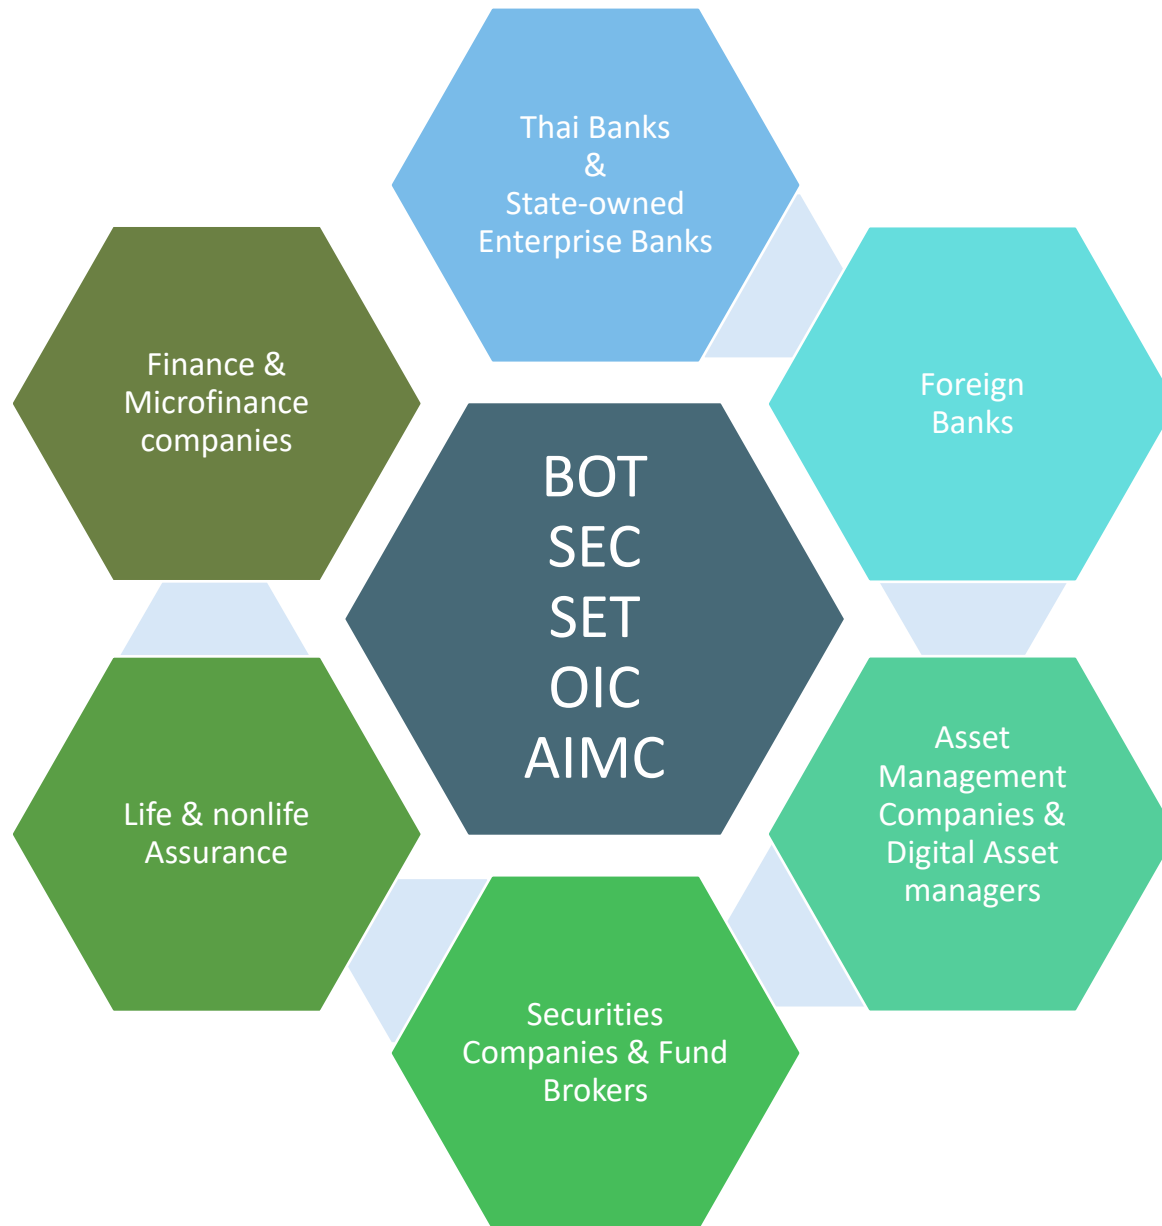 Thai Banks
&
State-owned
Enterprise Banks
Foreign
Banks
Asset
Management
Companies &
Digital Asset
managers
Securities
Companies & Fund
Brokers
Life & nonlife
Assurance
Finance &
Microfinance
companies
BOT
SEC
SET
OIC
AIMC